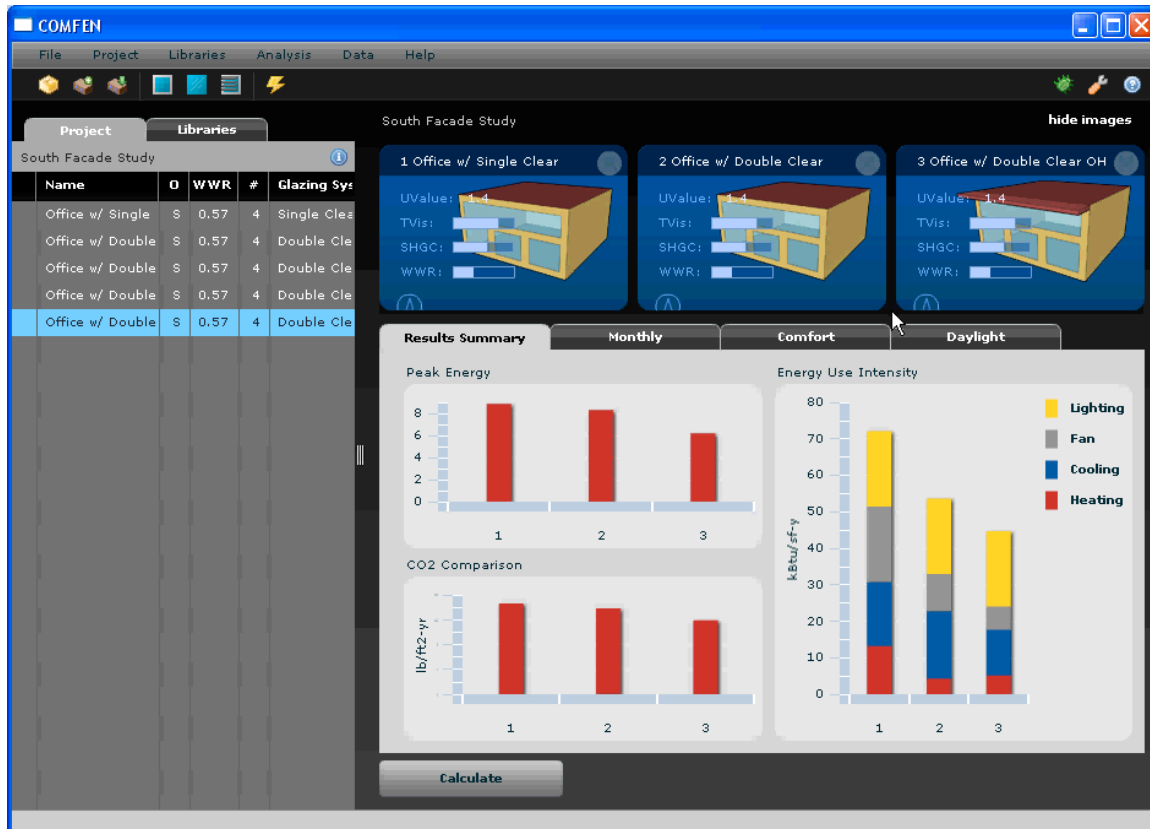 COMFEN
File Project Libraries Analysis Data Help
Project Libraries
South Facade Study
Name O WWR # Glazing Sys
Office w/ Single S 0.57 4 Single Clea
Office w/ Double S 0.57 4 Double Cle
Office w/ Double S 0.57 4 Double Cle
Office w/ Double S 0.57 4 Double Cle
Office w/ Double S 0.57 4 Double Cle
South Facade Study hide images
1 Office w/ Single Clear
UValue: 1.4
TVis:
SHGC:
WWR:
2 Office w/ Double Clear
UValue: 1.4
TVis:
SHGC:
WWR:
3 Office w/ Double Clear OH
UValue: 1.4
TVis:
SHGC:
WWR:
Results Summary Monthly Comfort Daylight
Peak Energy
8
6
4
2
0
1 2 3
CO2 Comparison
lb/ft2-yr
1 2 3
Energy Use Intensity
80
70
60
50
40
30
20
10
0
kBtu/sf-y
1 2 3
Lighting
Fan
Cooling
Heating
Calculate